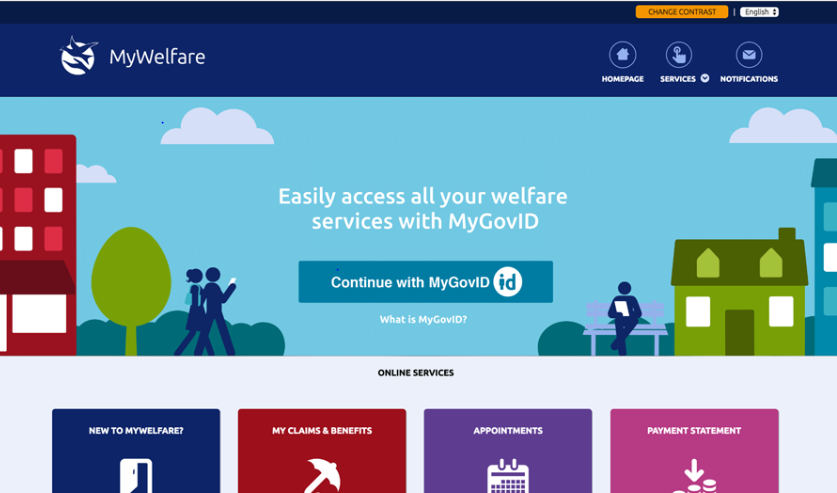 CHANGE CONTRAST | English
MyWelfare
HOMEPAGE SERVICES NOTIFICATIONS
Easily access all your welfare
services with MyGovID
Continue with MyGovID id
What is MyGovID?
ONLINE SERVICES
NEW TO MYWELFARE? MY CLAIMS & BENEFITS APPOINTMENTS PAYMENT STATEMENT